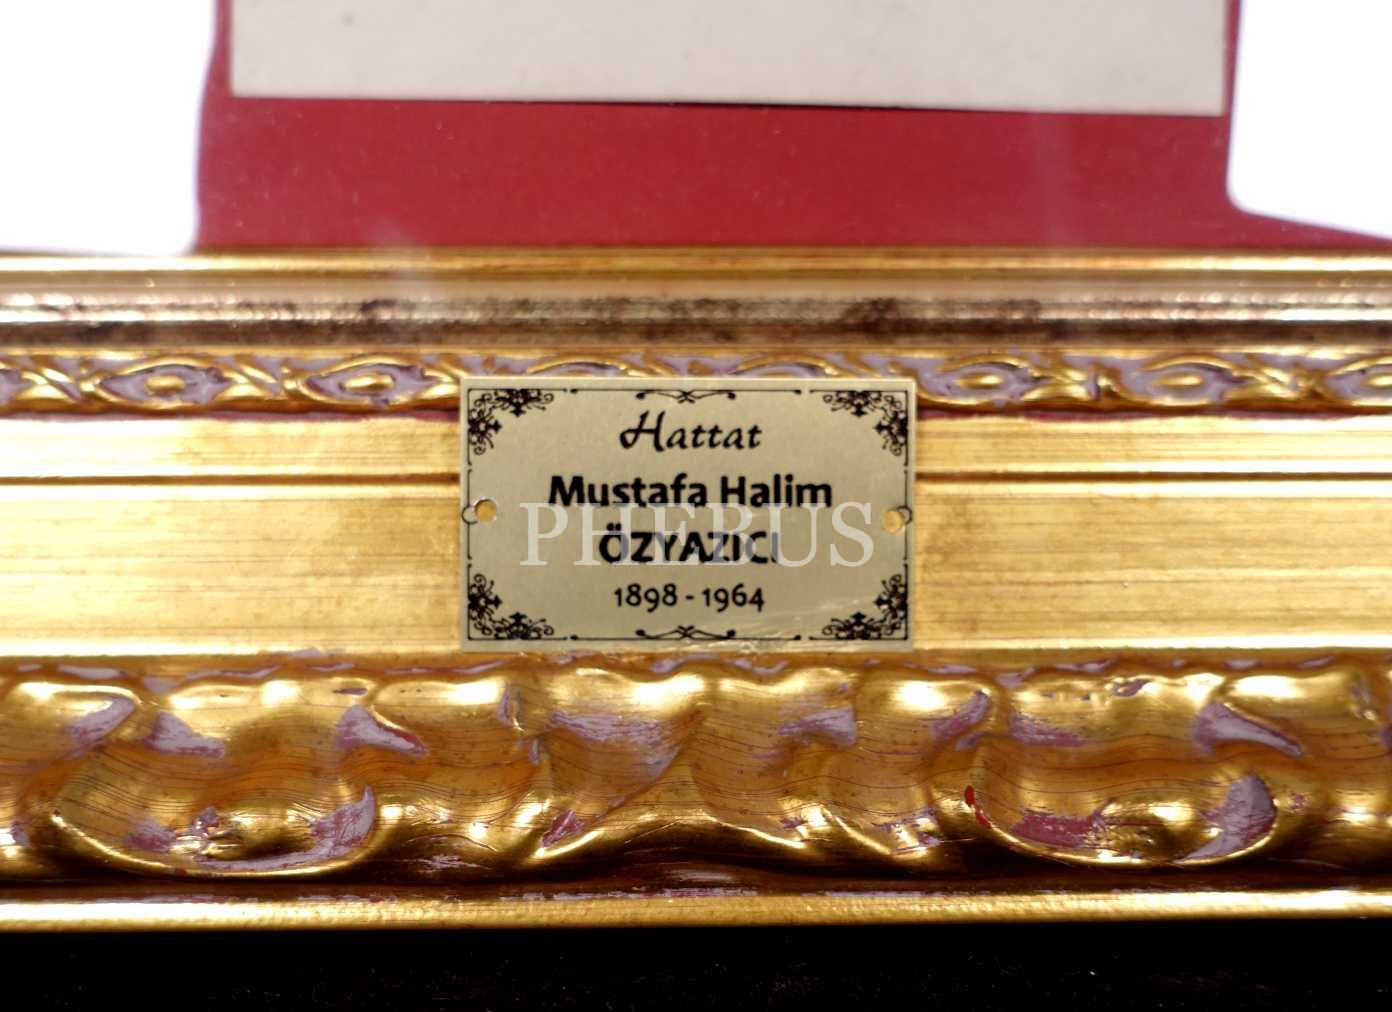 Hattat
Mustafa Halim
PHEBUS
ÖZYAZICI
1898 - 1964